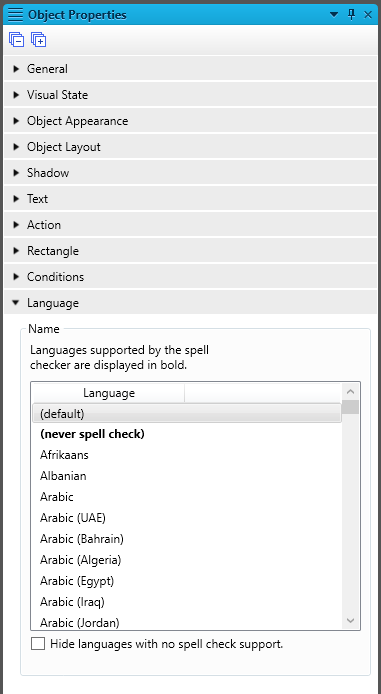 Object Properties
General
Visual State
Object Appearance
Object Layout
Shadow
Text
Action
Rectangle
Conditions
Language
Name
Languages supported by the spell
checker are displayed in bold.
Language
(default)
(never spell check)
Afrikaans
Albanian
Arabic
Arabic (UAE)
Arabic (Bahrain)
Arabic (Algeria)
Arabic (Egypt)
Arabic (Iraq)
Arabic (Jordan)
Hide languages with no spell check support.